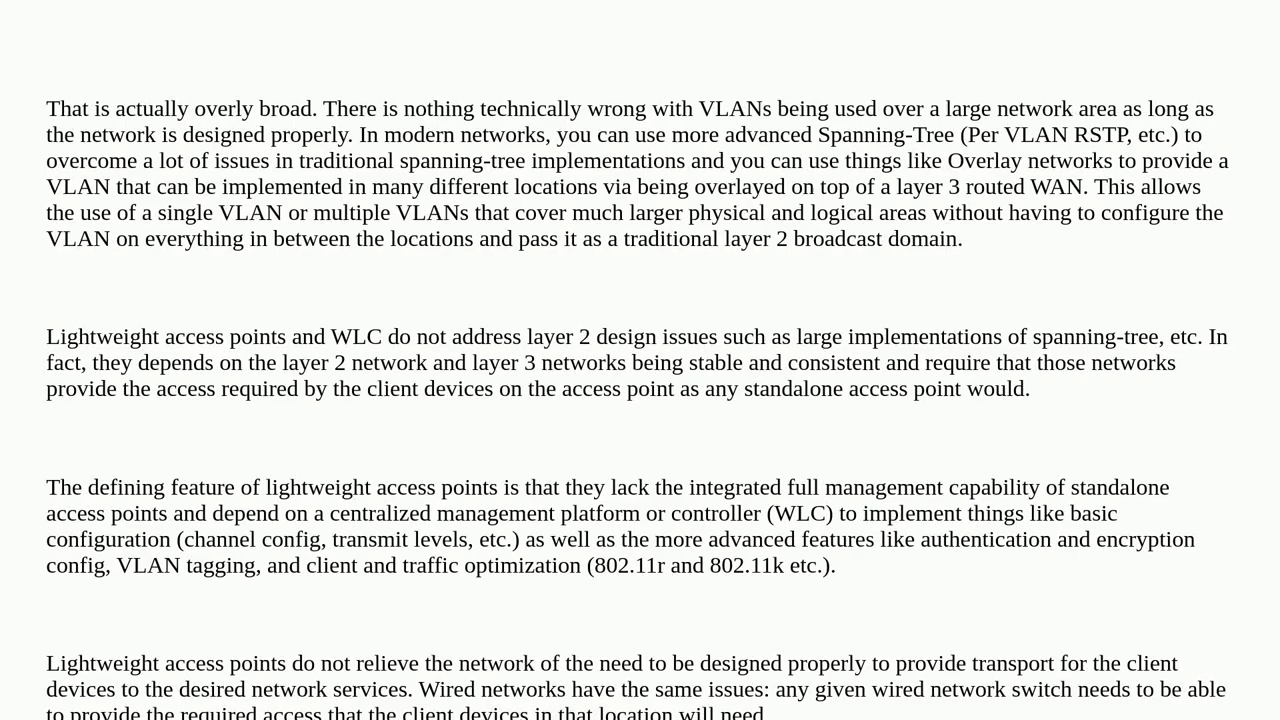 That is actually overly broad. There is nothing technically wrong with VLANs being used over a large network area as long as
the network is designed properly. In modern networks, you can use more advanced Spanning-Tree (Per VLAN RSTP, etc.) to
overcome a lot of issues in traditional spanning-tree implementations and you can use things like Overlay networks to provide a
VLAN that can be implemented in many different locations via being overlayed on top of a layer 3 routed WAN. This allows
the use of a single VLAN or multiple VLANs that cover much larger physical and logical areas without having to configure the
VLAN on everything in between the locations and pass it as a traditional layer 2 broadcast domain.
Lightweight access points and WLC do not address layer 2 design issues such as large implementations of spanning-tree, etc. In
fact, they depends on the layer 2 network and layer 3 networks being stable and consistent and require that those networks
provide the access required by the client devices on the access point as any standalone access point would.
The defining feature of lightweight access points is that they lack the integrated full management capability of standalone
access points and depend on a centralized management platform or controller (WLC) to implement things like basic
configuration (channel config, transmit levels, etc.) as well as the more advanced features like authentication and encryption
config, VLAN tagging, and client and traffic optimization (802.11r and 802.11k etc.).
Lightweight access points do not relieve the network of the need to be designed properly to provide transport for the client
devices to the desired network services. Wired networks have the same issues: any given wired network switch needs to be able
to provide the required access that the client devices in that location will need.